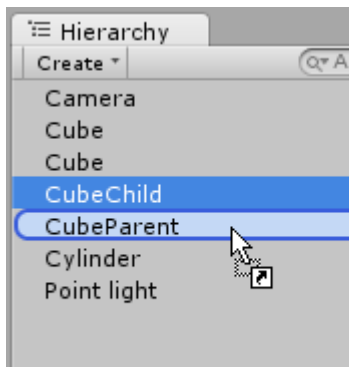 Hierarchy
Create
A
Camera
Cube
Cube
CubeChild
CubeParent
Cylinder
Point light